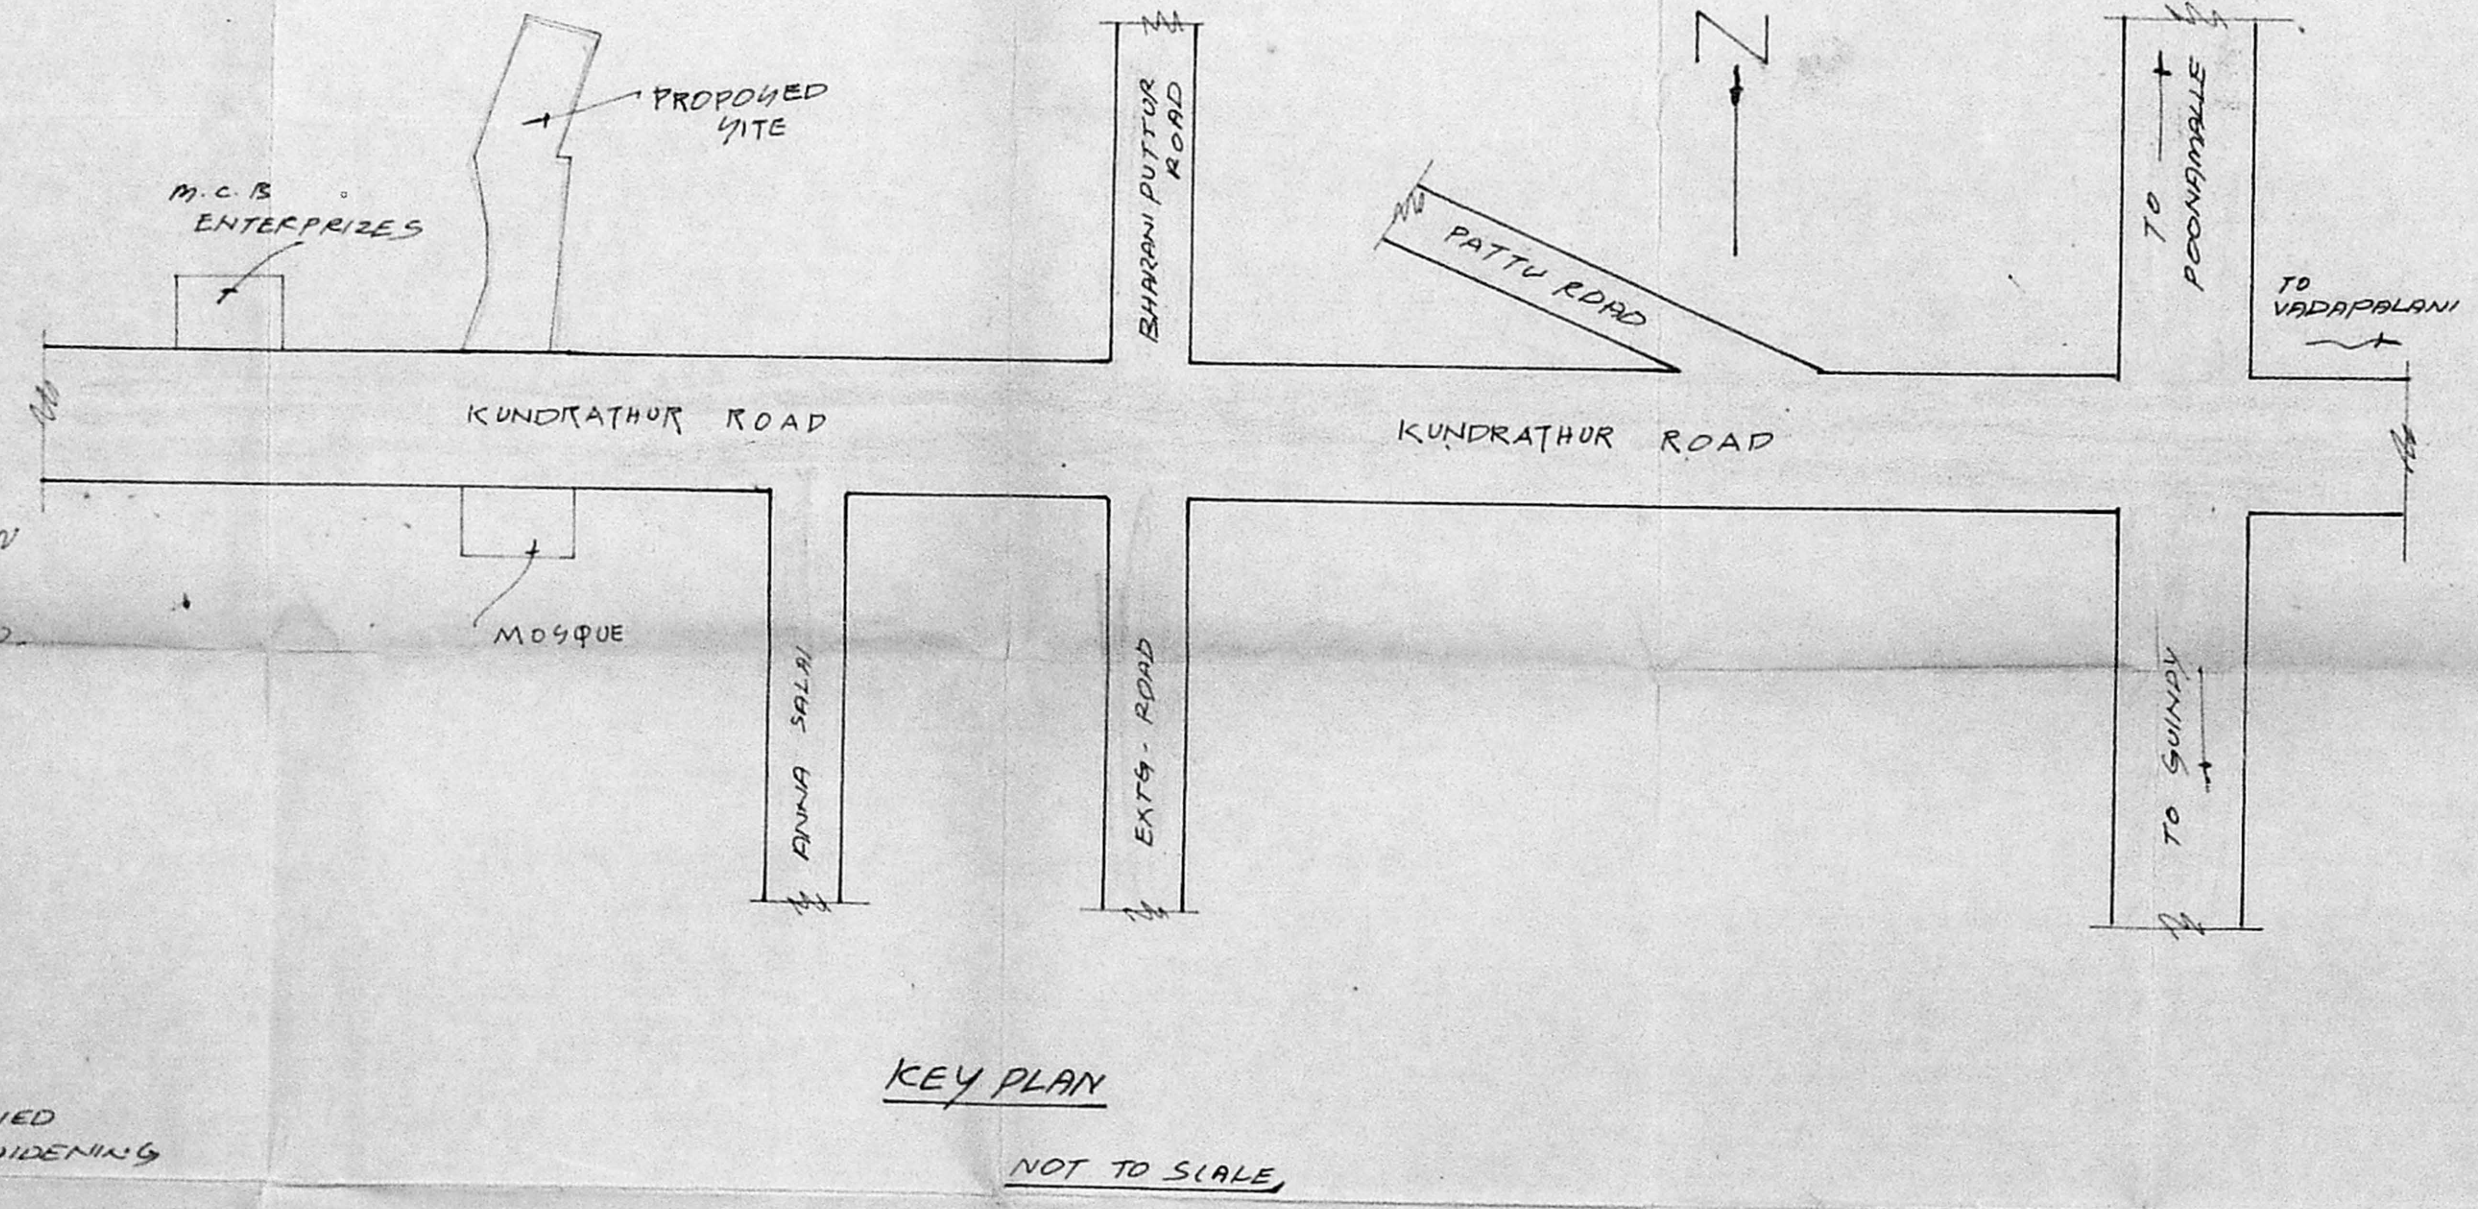 N
PROPOSED
SITE
M.C.B
ENTERPRIZES
BHARANI PUTTUR
ROAD
PATTU ROAD
TO
POONAMALLE
TO
VADAPALANI
KUNDRATHUR ROAD
KUNDRATHUR ROAD
MOSQUE
ANNA SALAI
EXTG - ROAD
TO GUINDY
KEY PLAN
NOT TO SCALE
IDENING